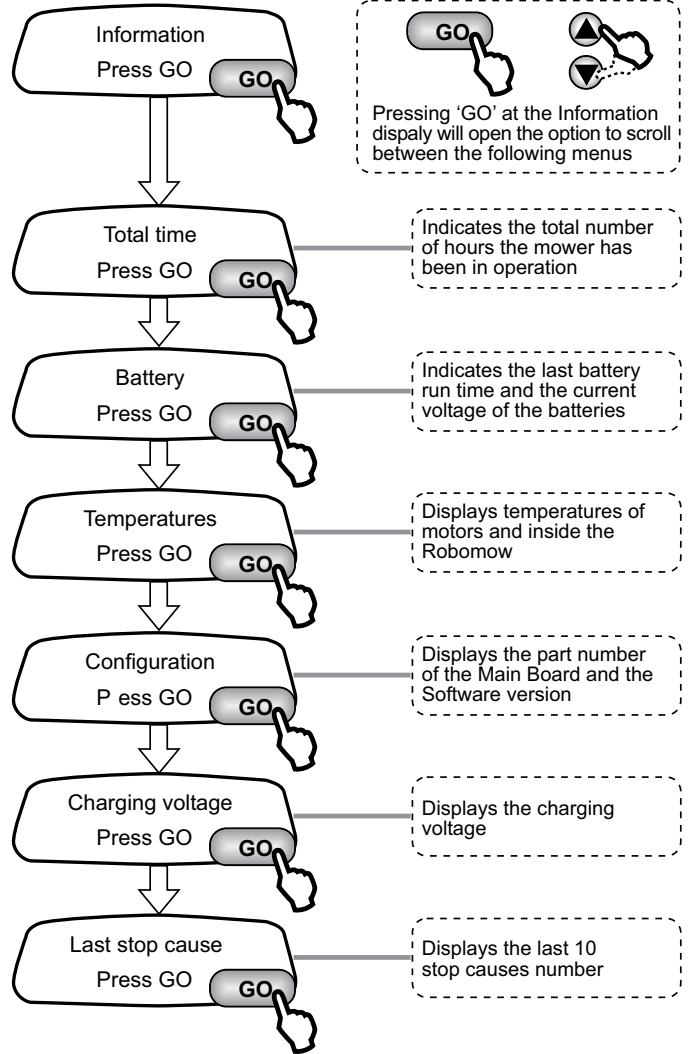 Information
Press GO
GO
GO
Pressing ‘GO’ at the Information
dispaly will open the option to scroll
between the following menus
Total time
Press GO
GO
Indicates the total number
of hours the mower has
been in operation
Battery
Press GO
GO
Indicates the last battery
run time and the current
voltage of the batteries
Temperatures
Press GO
GO
Displays temperatures of
motors and inside the
Robomow
Configuration
P ess GO
GO
Displays the part number
of the Main Board and the
Software version
Charging voltage
Press GO
GO
Displays the charging
voltage
Last stop cause
Press GO
GO
Displays the last 10
stop causes number